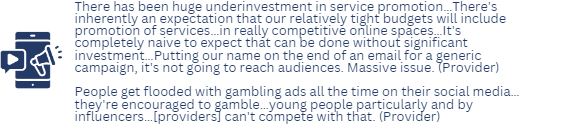 There has been huge underinvestment in service promotion...There's
inherently an expectation that our relatively tight budgets will include
promotion of services...in really competitive online spaces...It's
completely naive to expect that can be done without significant
investment...Putting our name on the end of an email for a generic
campaign, it's not going to reach audiences. Massive issue. (Provider)
People get flooded with gambling ads all the time on their social media...
they're encouraged to gamble...young people particularly and by
influencers...[providers] can't compete with that. (Provider)